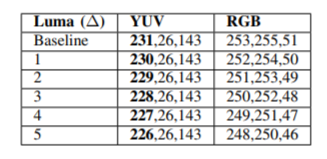 Luma (Δ) YUV RGB
Baseline 231,26,143 253,255,51
1 230,26,143 252,254,50
2 229,26,143 251,253,49
3 228,26,143 250,252,48
4 227,26,143 249,251,47
5 226,26,143 248,250,46